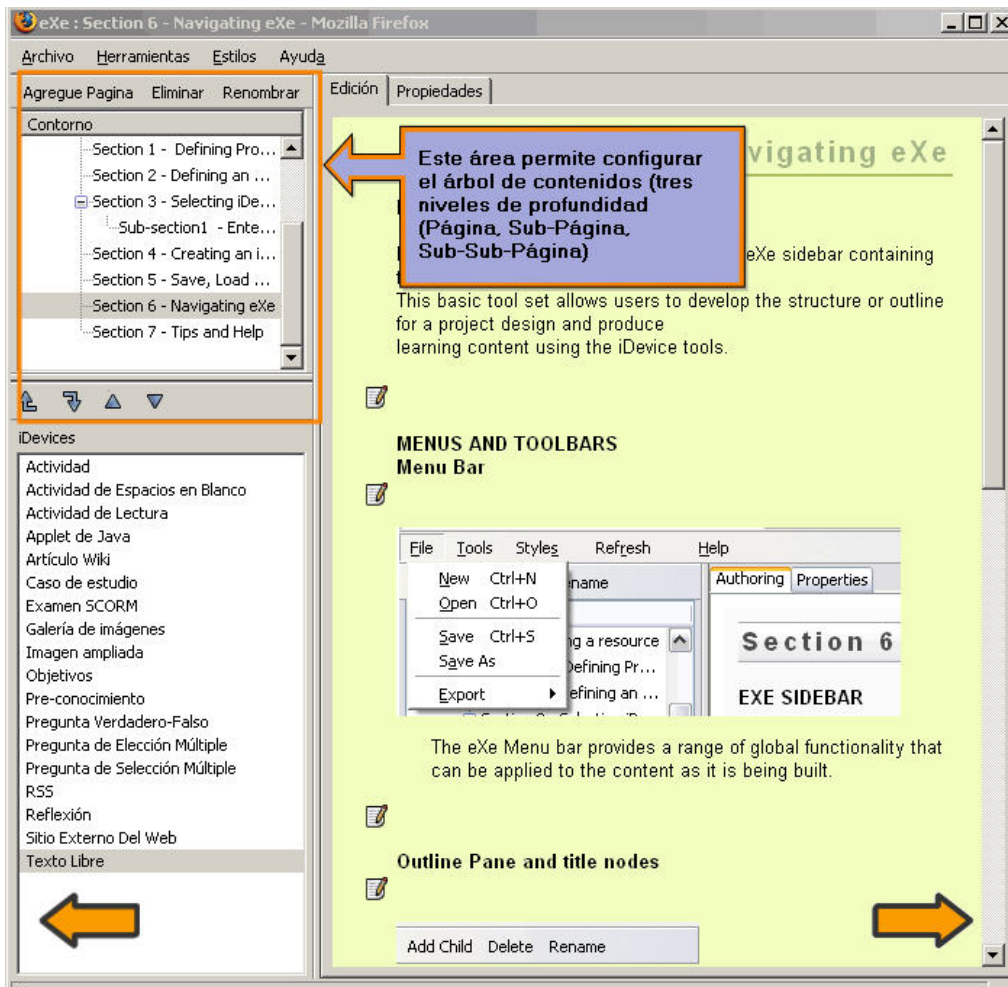 eXe : Section 6 - Navigating eXe - Mozilla Firefox
Archivo Herramientas Estilos Ayuda
Agregue Pagina Eliminar Renombrar
Contorno
Section 1 - Defining Pro...
Section 2 - Defining an ...
Section 3 - Selecting iDe...
Sub-section1 - Ente...
Section 4 - Creating an i...
Section 5 - Save, Load ...
Section 6 - Navigating eXe
Section 7 - Tips and Help
iDevices
Actividad
Actividad de Espacios en Blanco
Actividad de Lectura
Applet de Java
Artículo Wiki
Caso de estudio
Examen SCORM
Galería de imágenes
Imagen ampliada
Objetivos
Pre-conocimiento
Pregunta Verdadero-Falso
Pregunta de Elección Múltiple
Pregunta de Selección Múltiple
RSS
Reflexión
Sitio Externo Del Web
Texto Libre
Edición Propiedades
vigating eXe
Este área permite configurar
el árbol de contenidos (tres
niveles de profundidad
(Página, Sub-Página,
Sub-Sub-Página)
eXe sidebar containing
This basic tool set allows users to develop the structure or outline
for a project design and produce
learning content using the iDevice tools.
MENUS AND TOOLBARS
Menu Bar
File Tools Styles Refresh Help
New Ctrl+N
Open Ctrl+O
Save Ctrl+S
Save As
Export
name
ng a resource
Defining Pr...
efining an ...
Authoring Properties
Section 6
EXE SIDEBAR
The eXe Menu bar provides a range of global functionality that
can be applied to the content as it is being built.
Outline Pane and title nodes
Add Child Delete Rename